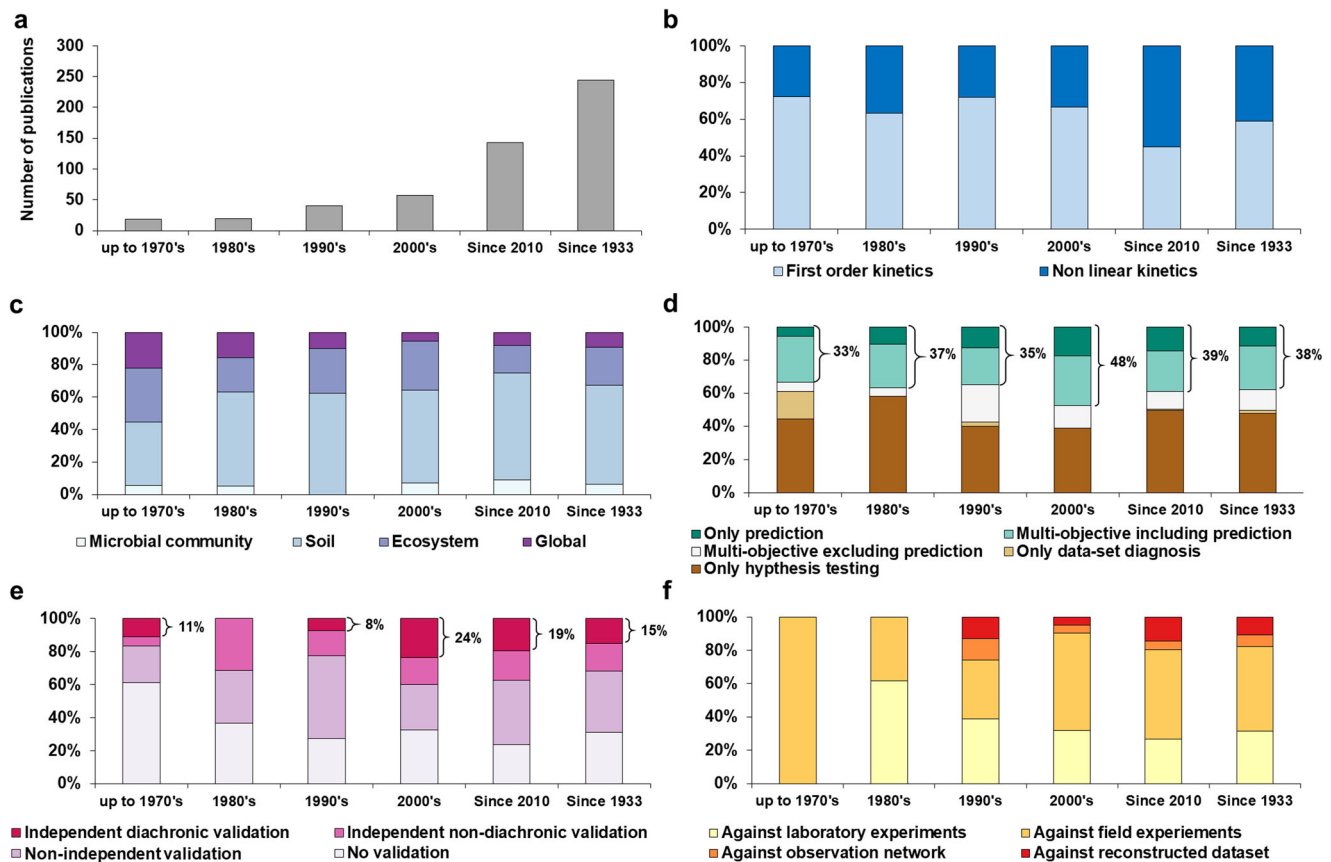 a
Number of publications
300
250
200
150
100
50
0
up to 1970's 1980's 1990's 2000's Since 2010 Since 1933
b
100%
80%
60%
40%
20%
0%
up to 1970's 1980's 1990's 2000's Since 2010 Since 1933
First order kinetics Non linear kinetics
c
100%
80%
60%
40%
20%
0%
up to 1970's 1980's 1990's 2000's Since 2010 Since 1933
Microbial community Soil Ecosystem Global
d
100%
80%
60%
40%
20%
0%
33% 37% 35% 48% 39% 38%
up to 1970's 1980's 1990's 2000's Since 2010 Since 1933
Only prediction Multi-objective including prediction
Multi-objective excluding prediction Only data-set diagnosis
Only hypthesis testing
e
100%
80%
60%
40%
20%
0%
11% 8% 24% 19% 15%
up to 1970's 1980's 1990's 2000's Since 2010 Since 1933
Independent diachronic validation Independent non-diachronic validation
Non-independent validation No validation
f
100%
80%
60%
40%
20%
0%
up to 1970's 1980's 1990's 2000's Since 2010 Since 1933
Against laboratory experiments Against field experiements
Against observation network Against reconstructed dataset